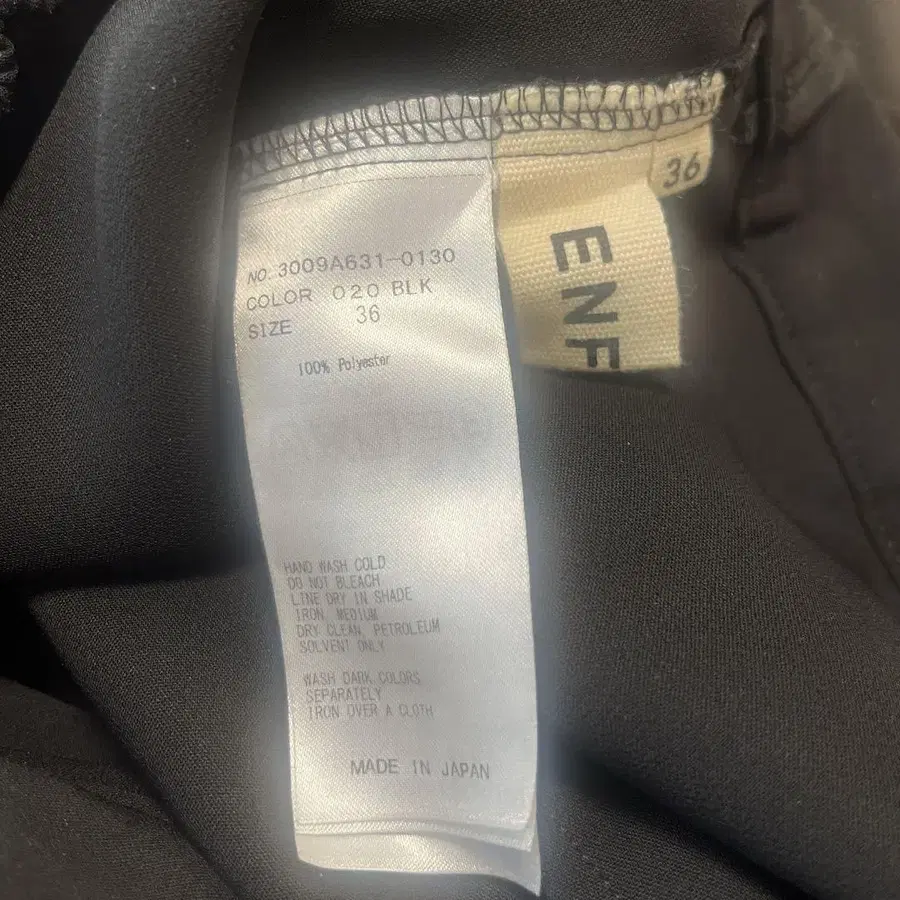 36
ENF
NO. 3009A631-0130
COLOR 020 BLK
SIZE 36
100% Polyester
HAND WASH COLD
DO NOT BLEACH
LINE DRY IN SHADE
IRON MEDIUM
DRY CLEAN, PETROLEUM
SOLVENT ONLY
WASH DARK COLORS
SEPARATELY
IRON OVER A CLOTH
MADE IN JAPAN